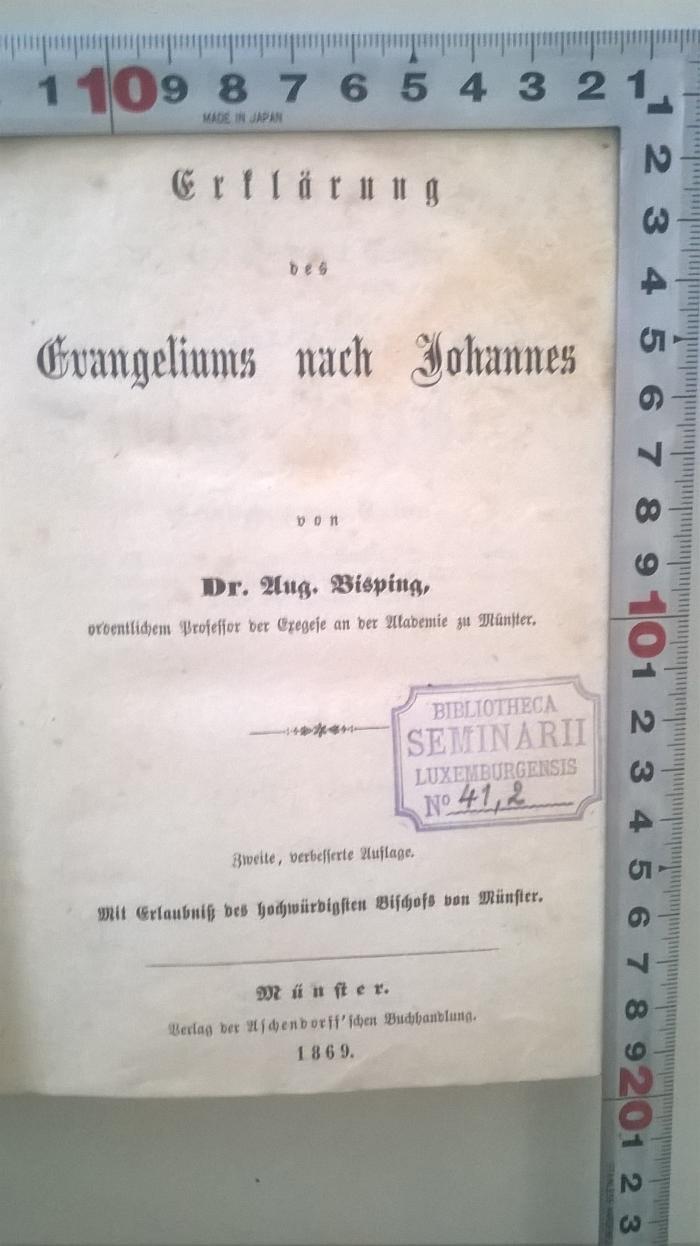 1 10 9 8 7 6 5 4 3 2 1
MADE IN JAPAN
1 2 3 4 5 6 7 8 9 10 1 2 3 4 5 6 7 8 9 20 1 2 3
Erklärung
des
Evangeliums nach Johannes
von
Dr. Aug. Bisping,
ordentlichem Professor der Exegese an der Akademie zu Münster.
BIBLIOTHECA
SEMINARII
LUXEMBURGENSIS
No 41,2
Zweite, verbesserte Auflage.
Mit Erlaubniß des hochwürdigsten Bischofs von Münster.
Münster.
Verlag der Aschendorff'schen Buchhandlung.
1869.